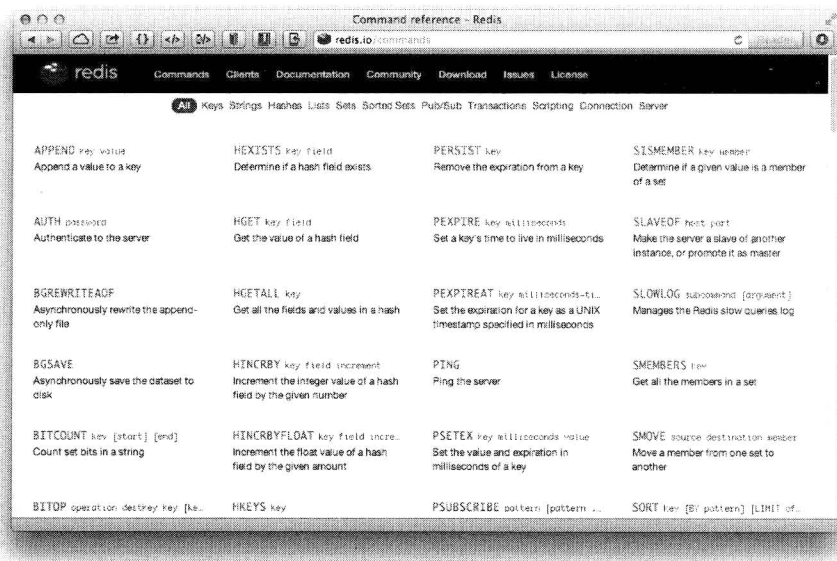 Command reference – Redis
redis.io/commands
Reader
redis
Commands Clients Documentation Community Download Issues License
All Keys Strings Hashes Lists Sets Sorted Sets Pub/Sub Transactions Scripting Connection Server
APPEND key value
Append a value to a key
HEXISTS key field
Determine if a hash field exists
PERSIST key
Remove the expiration from a key
SISMEMBER key member
Determine if a given value is a member
of a set
AUTH password
Authenticate to the server
HGET key field
Get the value of a hash field
PEXPIRE key milliseconds
Set a key's time to live in milliseconds
SLAVEOF host port
Make the server a slave of another
instance, or promote it as master
BGREWRITEAOF
Asynchronously rewrite the append-
only file
HGETALL key
Get all the fields and values in a hash
PEXPIREAT key milliseconds-ti…
Set the expiration for a key as a UNIX
timestamp specified in milliseconds
SLOWLOG subcommand [argument]
Manages the Redis slow queries log
BGSAVE
Asynchronously save the dataset to
disk
HINCRBY key field increment
Increment the integer value of a hash
field by the given number
PING
Ping the server
SMEMBERS key
Get all the members in a set
BITCOUNT key [start] [end]
Count set bits in a string
HINCRBYFLOAT key field incre…
Increment the float value of a hash
field by the given amount
PSETEX key milliseconds value
Set the value and expiration in
milliseconds of a key
SMOVE source destination member
Move a member from one set to
another
BITOP operation destkey key [ke…
HKEYS key
PSUBSCRIBE pattern [pattern …
SORT key [BY pattern] [LIMIT of…